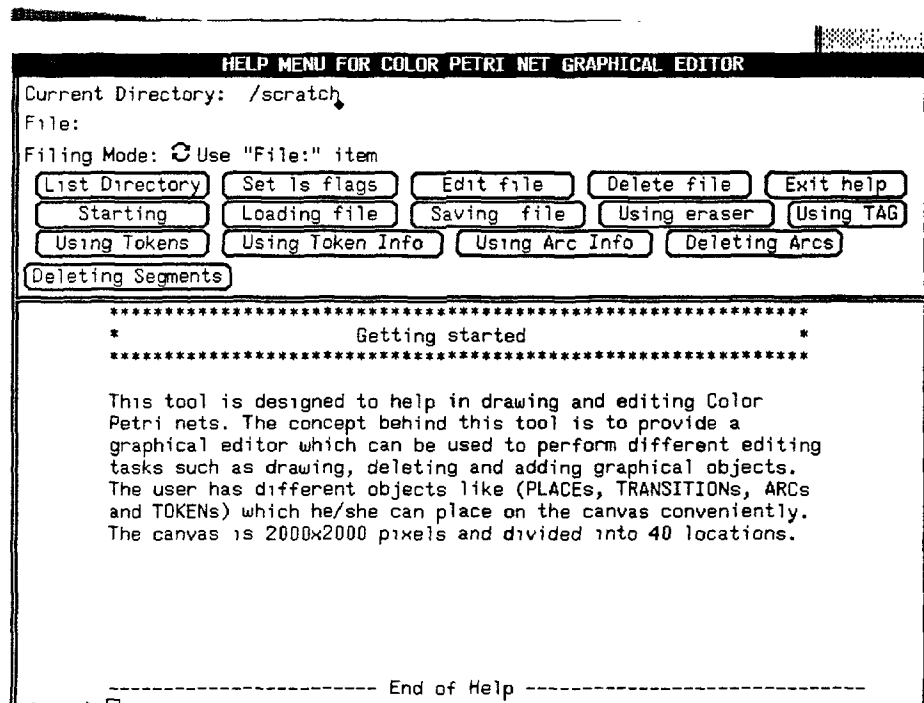 HELP MENU FOR COLOR PETRI NET GRAPHICAL EDITOR
Current Directory: /scratch
File:
Filing Mode: Use "File:" item
List Directory Set ls flags Edit file Delete file Exit help
Starting Loading file Saving file Using eraser Using TAG
Using Tokens Using Token Info Using Arc Info Deleting Arcs
Deleting Segments
****************************************************************
* Getting started *
****************************************************************
This tool is designed to help in drawing and editing Color
Petri nets. The concept behind this tool is to provide a
graphical editor which can be used to perform different editing
tasks such as drawing, deleting and adding graphical objects.
The user has different objects like (PLACEs, TRANSITIONs, ARCs
and TOKENs) which he/she can place on the canvas conveniently.
The canvas is 2000x2000 pixels and divided into 40 locations.
------------------------- End of Help -------------------------------